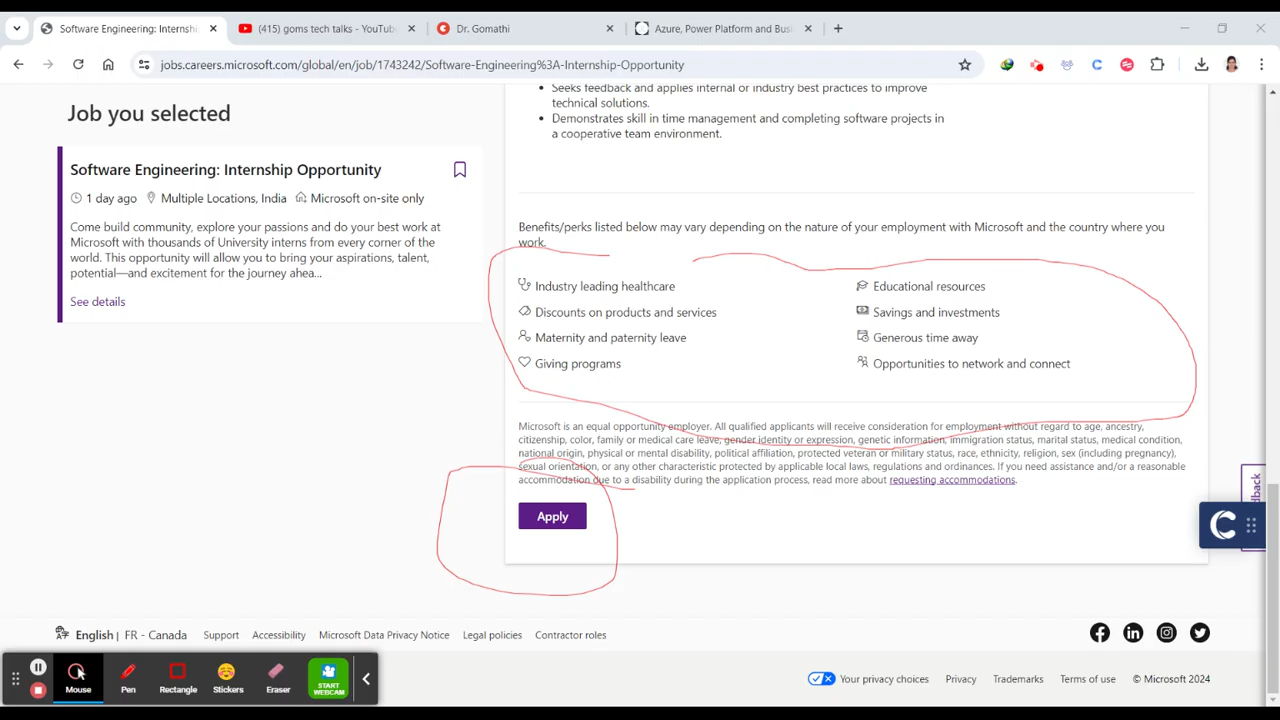 Software Engineering: Internshi
(415) goms tech talks - YouTub
Dr. Gomathi
Azure, Power Platform and Busi
jobs.careers.microsoft.com/global/en/job/1743242/Software-Engineering%3A-Internship-Opportunity
Job you selected
Software Engineering: Internship Opportunity
1 day ago Multiple Locations, India Microsoft on-site only
Come build community, explore your passions and do your best work at
Microsoft with thousands of University interns from every corner of the
world. This opportunity will allow you to bring your aspirations, talent,
potential—and excitement for the journey ahea...
See details
Seeks feedback and applies internal or industry best practices to improve
technical solutions.
Demonstrates skill in time management and completing software projects in
a cooperative team environment.
Benefits/perks listed below may vary depending on the nature of your employment with Microsoft and the country where you
work.
Industry leading healthcare
Educational resources
Discounts on products and services
Savings and investments
Maternity and paternity leave
Generous time away
Giving programs
Opportunities to network and connect
Microsoft is an equal opportunity employer. All qualified applicants will receive consideration for employment without regard to age, ancestry,
citizenship, color, family or medical care leave, gender identity or expression, genetic information, immigration status, marital status, medical condition,
national origin, physical or mental disability, political affiliation, protected veteran or military status, race, ethnicity, religion, sex (including pregnancy),
sexual orientation, or any other characteristic protected by applicable local laws, regulations and ordinances. If you need assistance and/or a reasonable
accommodation due to a disability during the application process, read more about requesting accommodations.
Apply
dback
English | FR - Canada Support Accessibility Microsoft Data Privacy Notice Legal policies Contractor roles
Mouse Pen Rectangle Stickers Eraser
START
WEBCAM
Your privacy choices Privacy Trademarks Terms of use © Microsoft 2024